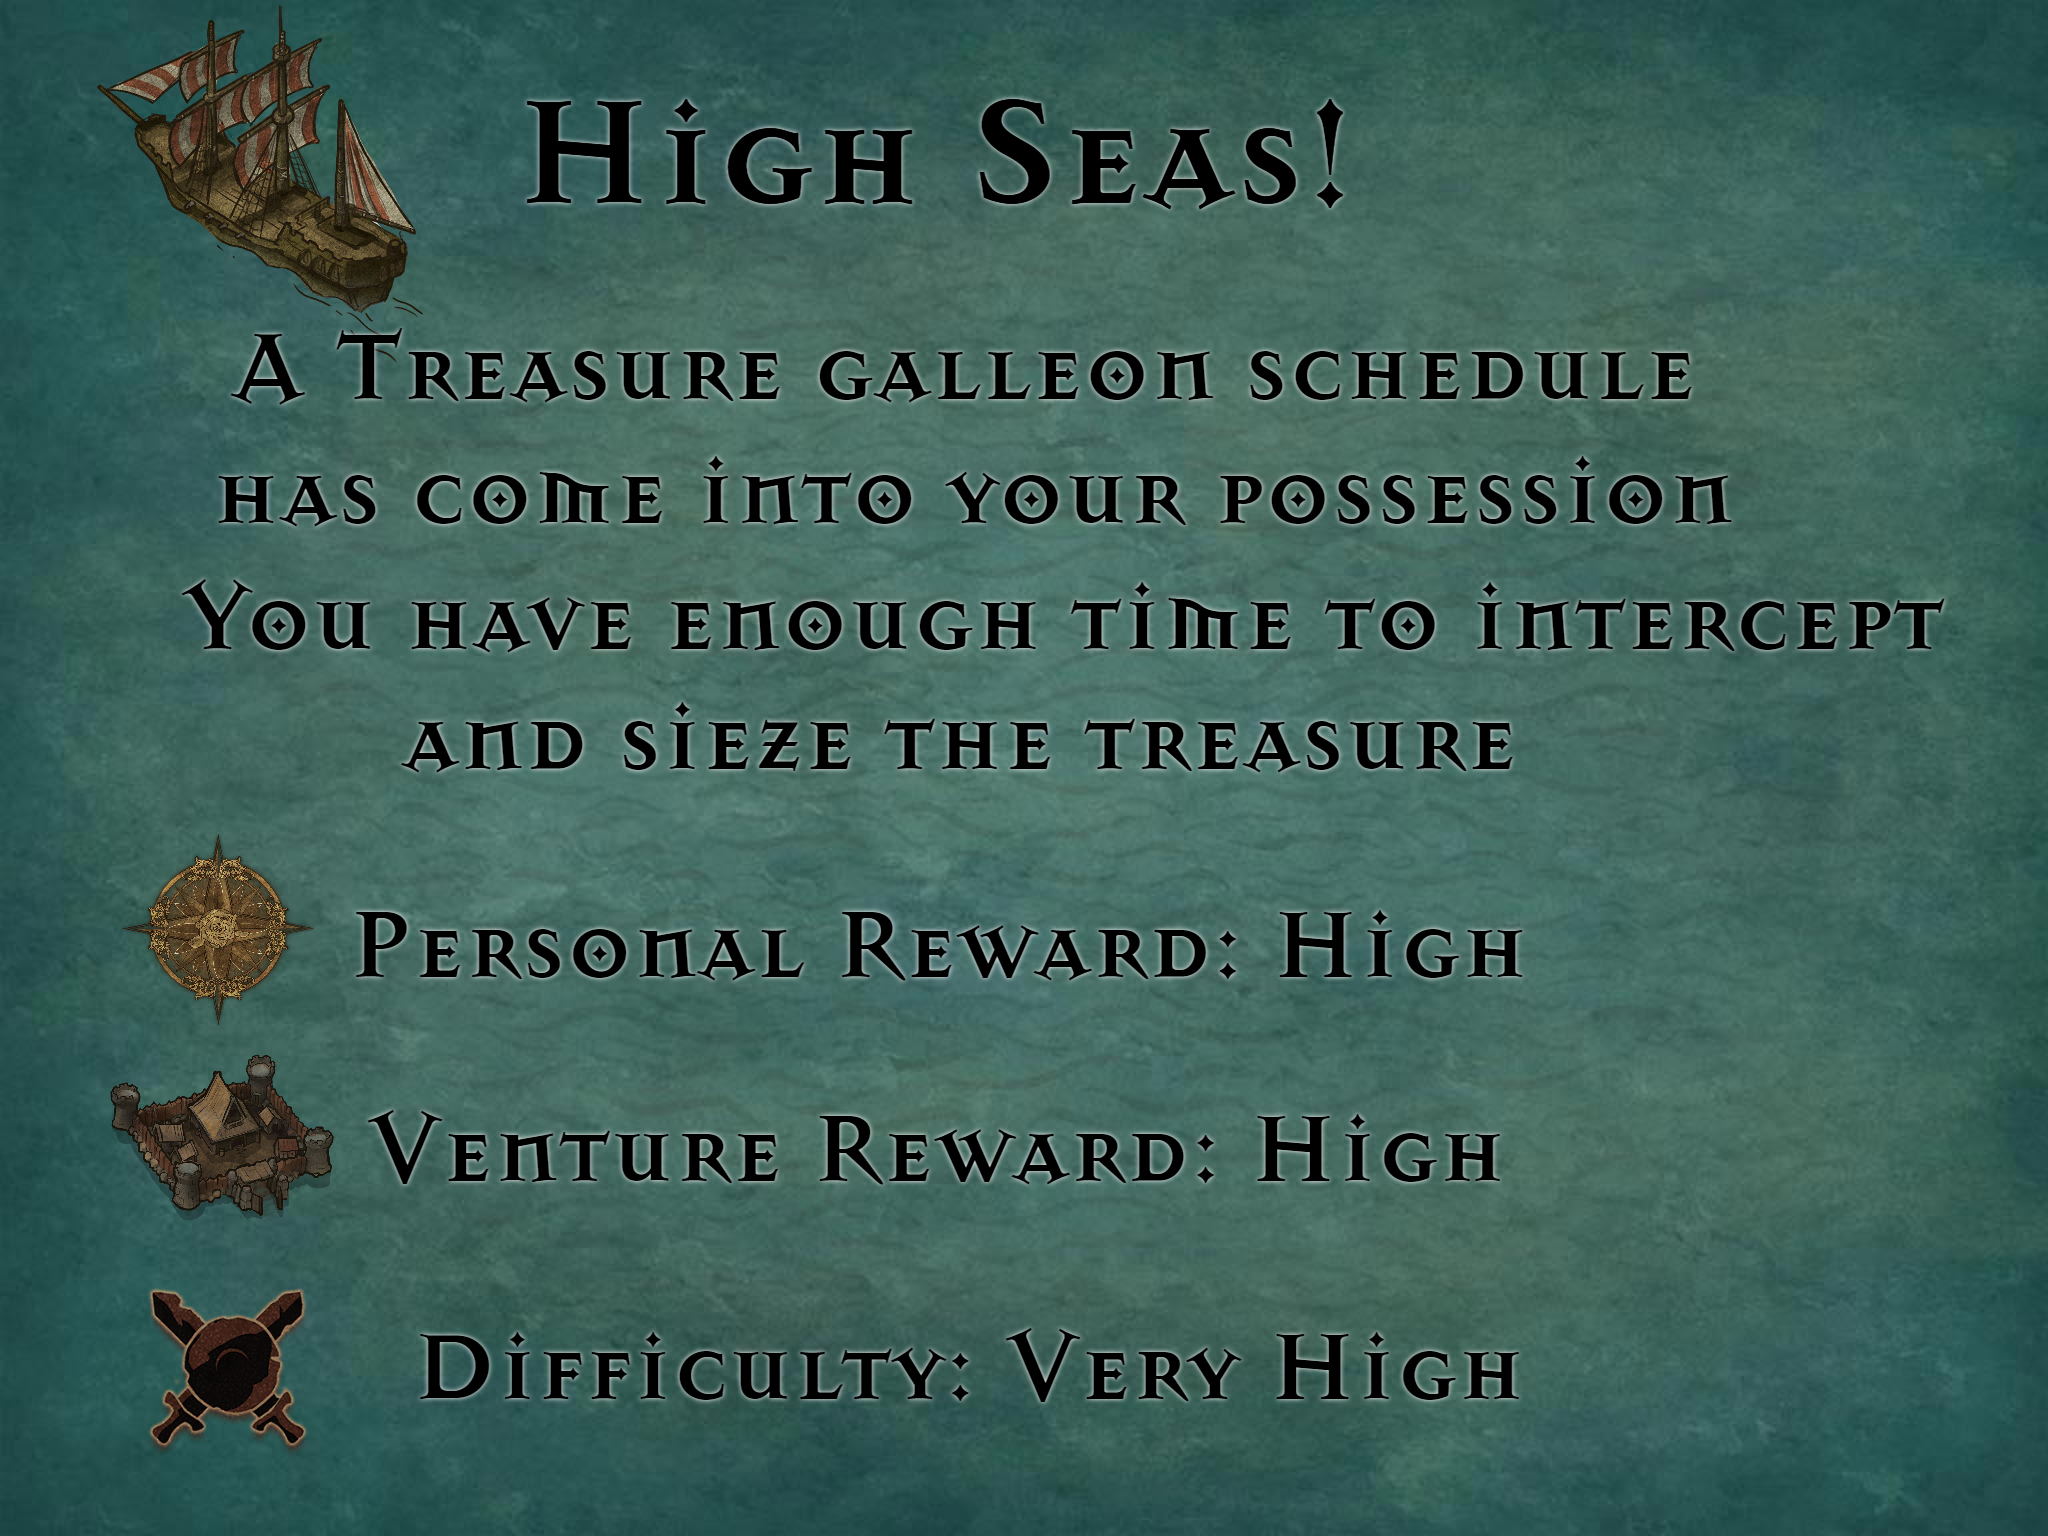 High Seas!
A Treasure galleon schedule
has come into your possession
You have enough time to intercept
and sieze the treasure
Personal Reward: High
Venture Reward: High
Difficulty: Very High